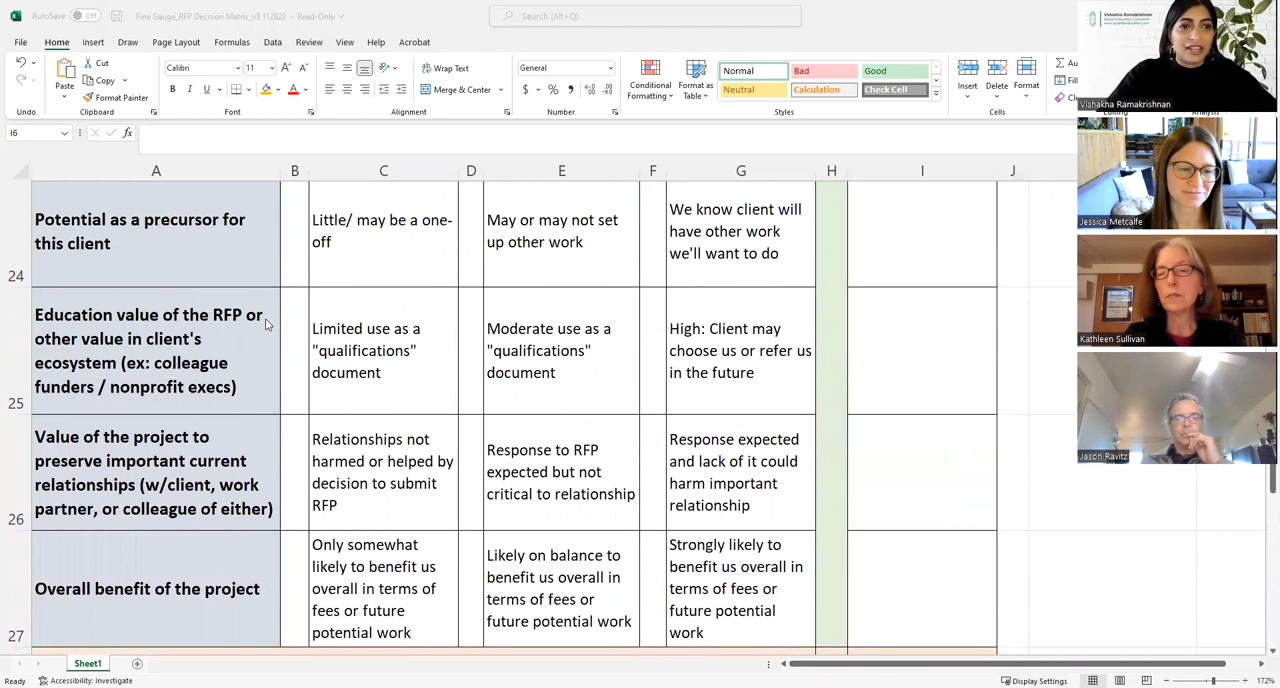 AutoSave Off Fine Gauge_RFP Decision Matrix_v3 112822 - Read-Only Search (Alt+Q)
File Home Insert Draw Page Layout Formulas Data Review View Help Acrobat
Undo
Paste
Cut
Copy
Format Painter
Clipboard
Calibri 11
B I U
Font
Wrap Text
Merge & Center
Alignment
General
$ % 9
Number
Conditional Formatting
Format as Table
Normal Bad Good
Neutral Calculation Check Cell
Styles
Insert Delete Format
Cells
Au
Fill
Cle
Editing
Analysis
I6 fx
A B C D E F G H I J
24
Potential as a precursor for
this client
Little/ may be a one-
off
May or may not set
up other work
We know client will
have other work
we'll want to do
25
Education value of the RFP or
other value in client's
ecosystem (ex: colleague
funders / nonprofit execs)
Limited use as a
"qualifications"
document
Moderate use as a
"qualifications"
document
High: Client may
choose us or refer us
in the future
26
Value of the project to
preserve important current
relationships (w/client, work
partner, or colleague of either)
Relationships not
harmed or helped by
decision to submit
RFP
Response to RFP
expected but not
critical to relationship
Response expected
and lack of it could
harm important
relationship
27
Overall benefit of the project
Only somewhat
likely to benefit us
overall in terms of
fees or future
potential work
Likely on balance to
benefit us overall in
terms of fees or
future potential work
Strongly likely to
benefit us overall in
terms of fees or
future potential
work
Sheet1
Ready Accessibility: Investigate Display Settings 172%
Vishakha Ramakrishnan
Vishakha Ramakrishnan
Jessica Metcalfe
Kathleen Sullivan
Jason Ravitz